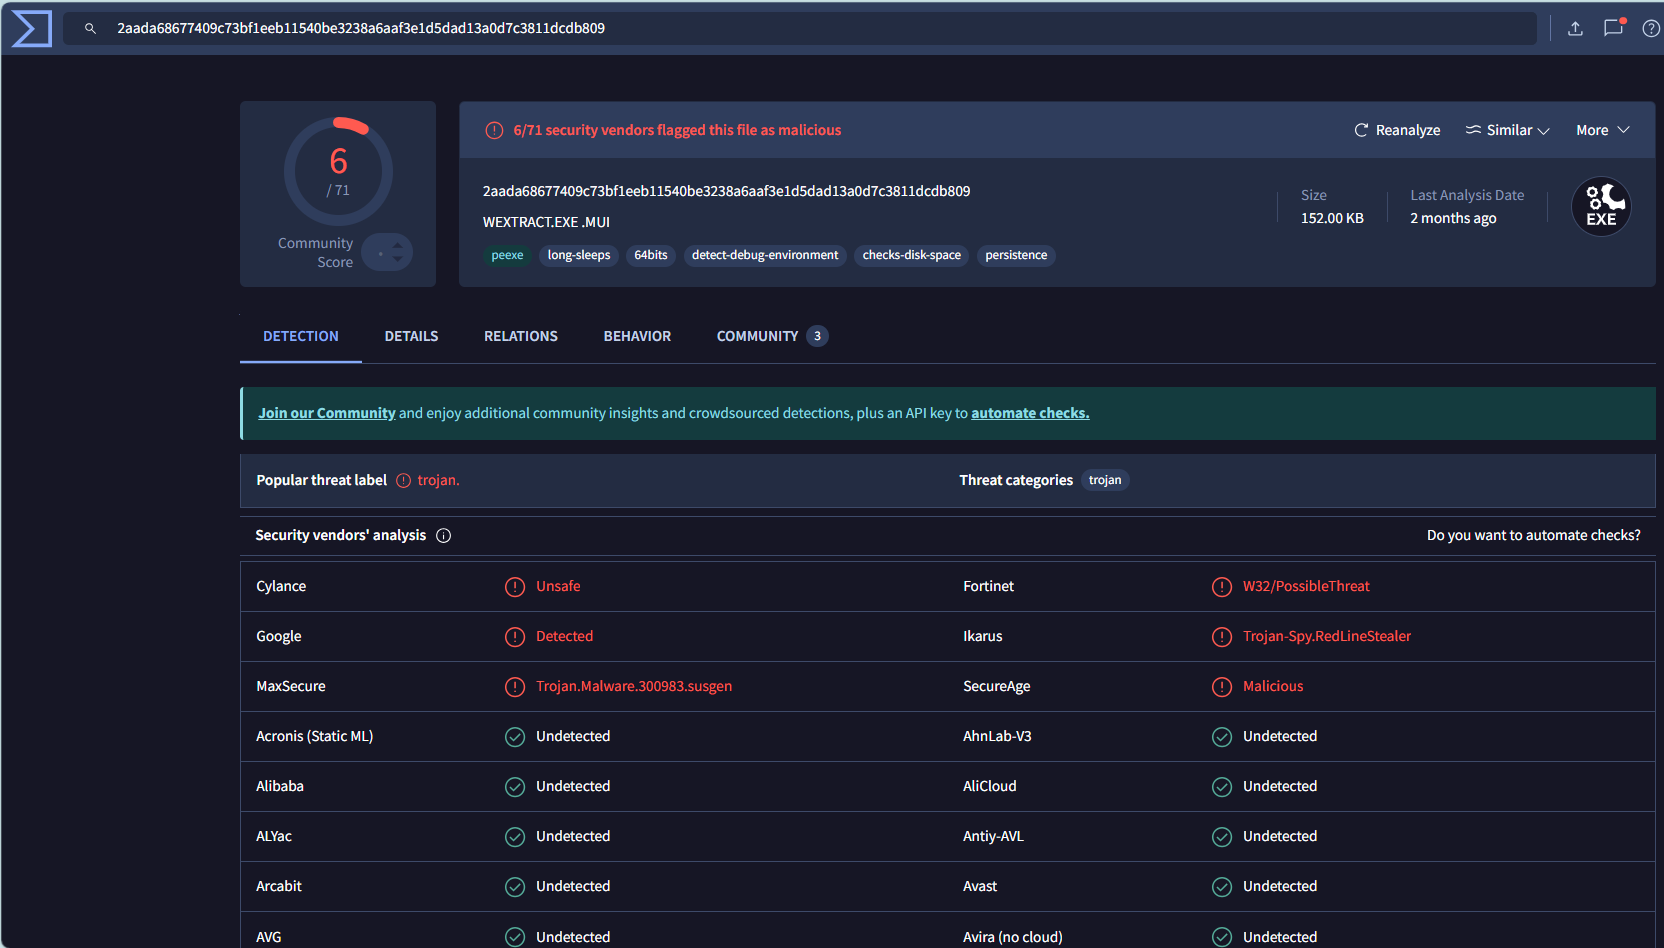 2aada68677409c73bf1eeb11540be3238a6aaf3e1d5dad13a0d7c3811dcdb809
6
/ 71
Community
Score
6/71 security vendors flagged this file as malicious
Reanalyze
Similar
More
2aada68677409c73bf1eeb11540be3238a6aaf3e1d5dad13a0d7c3811dcdb809
WEXTRACT.EXE .MUI
peexe
long-sleeps
64bits
detect-debug-environment
checks-disk-space
persistence
Size
152.00 KB
Last Analysis Date
2 months ago
EXE
DETECTION
DETAILS
RELATIONS
BEHAVIOR
COMMUNITY 3
Join our Community and enjoy additional community insights and crowdsourced detections, plus an API key to automate checks.
Popular threat label trojan.
Threat categories trojan
Security vendors' analysis
Do you want to automate checks?
Cylance Unsafe Fortinet W32/PossibleThreat
Google Detected Ikarus Trojan-Spy.RedLineStealer
MaxSecure Trojan.Malware.300983.susgen SecureAge Malicious
Acronis (Static ML) Undetected AhnLab-V3 Undetected
Alibaba Undetected AliCloud Undetected
ALYac Undetected Antiy-AVL Undetected
Arcabit Undetected Avast Undetected
AVG Undetected Avira (no cloud) Undetected